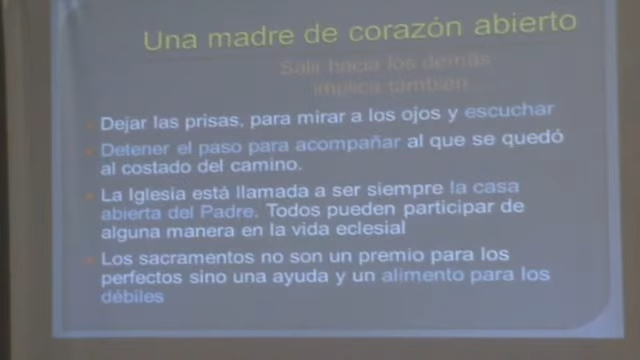 Una madre de corazón abierto
Salir hacia los demás
implica también...
Dejar las prisas, para mirar a los ojos y escuchar
Detener el paso para acompañar al que se quedó
al costado del camino.
La Iglesia está llamada a ser siempre la casa
abierta del Padre. Todos pueden participar de
alguna manera en la vida eclesial
Los sacramentos no son un premio para los
perfectos sino una ayuda y un alimento para los
débiles